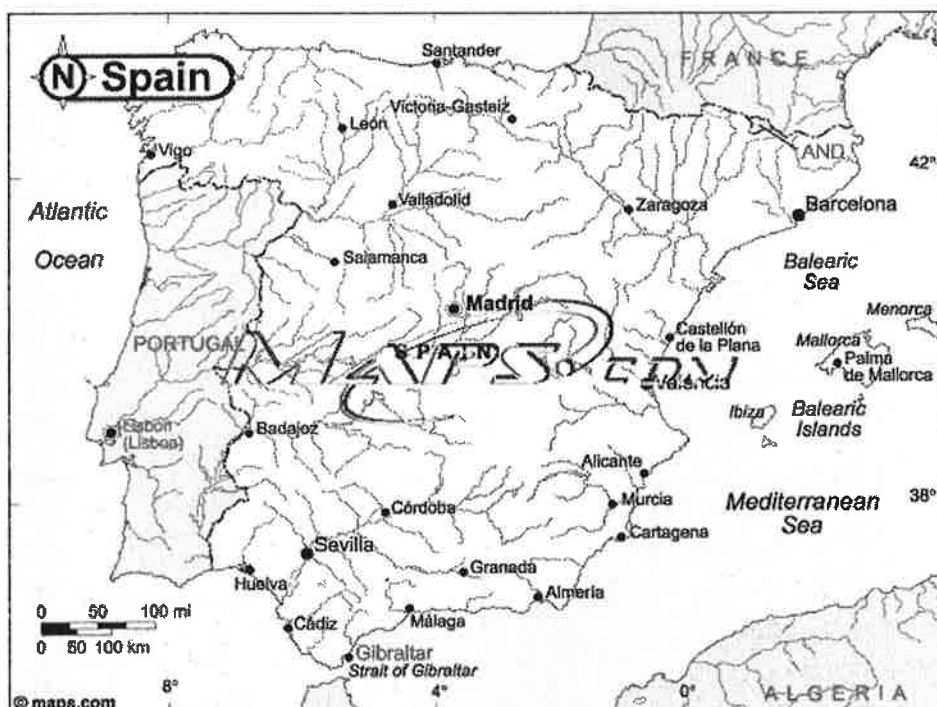 N Spain
Santander
FRANCE
Victoria-Gasteiz
León
Vigo
AND.
42°
Valladolid
Zaragoza
Barcelona
Atlantic
Ocean
Salamanca
Balearic
Sea
Madrid
Menorca
Castellón
de la Plana
Mallorca
PORTUGAL
SPAIN
MAPS.com
Palma
de Mallorca
Valencia
Ibiza
Balearic
Islands
Lisbon
(Lisboa)
Badajoz
Alicante
Murcia
38°
Córdoba
Mediterranean
Sea
Cartagena
Sevilla
Granada
Huelva
Almería
0 50 100 mi
Málaga
Cádiz
0 50 100 km
Gibraltar
Strait of Gibraltar
8°
4°
0°
ALGERIA
© maps.com